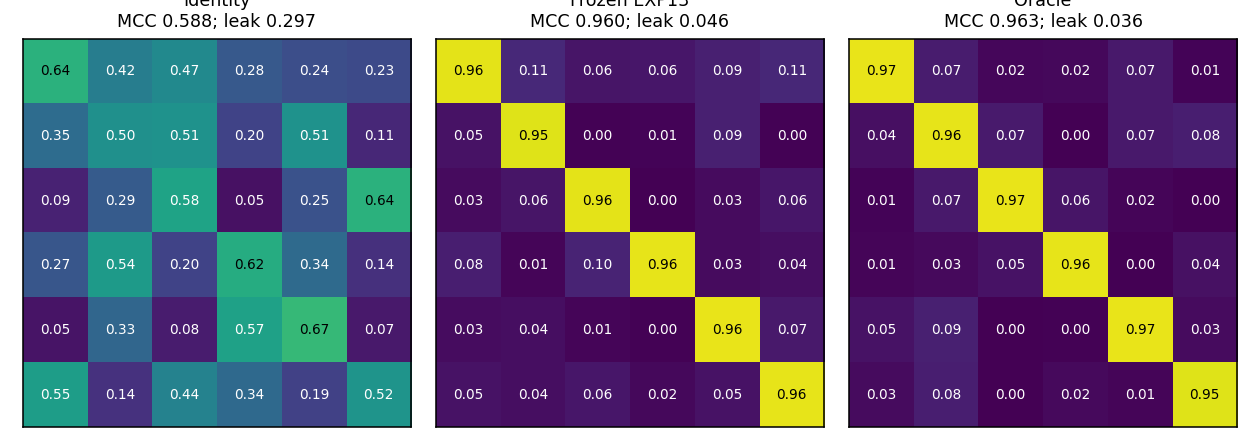 Identity
MCC 0.588; leak 0.297
Frozen EXP13
MCC 0.960; leak 0.046
Oracle
MCC 0.963; leak 0.036
0.64 0.42 0.47 0.28 0.24 0.23
0.35 0.50 0.51 0.20 0.51 0.11
0.09 0.29 0.58 0.05 0.25 0.64
0.27 0.54 0.20 0.62 0.34 0.14
0.05 0.33 0.08 0.57 0.67 0.07
0.55 0.14 0.44 0.34 0.19 0.52
0.96 0.11 0.06 0.06 0.09 0.11
0.05 0.95 0.00 0.01 0.09 0.00
0.03 0.06 0.96 0.00 0.03 0.06
0.08 0.01 0.10 0.96 0.03 0.04
0.03 0.04 0.01 0.00 0.96 0.07
0.05 0.04 0.06 0.02 0.05 0.96
0.97 0.07 0.02 0.02 0.07 0.01
0.04 0.96 0.07 0.00 0.07 0.08
0.01 0.07 0.97 0.06 0.02 0.00
0.01 0.03 0.05 0.96 0.00 0.04
0.05 0.09 0.00 0.00 0.97 0.03
0.03 0.08 0.00 0.02 0.01 0.95